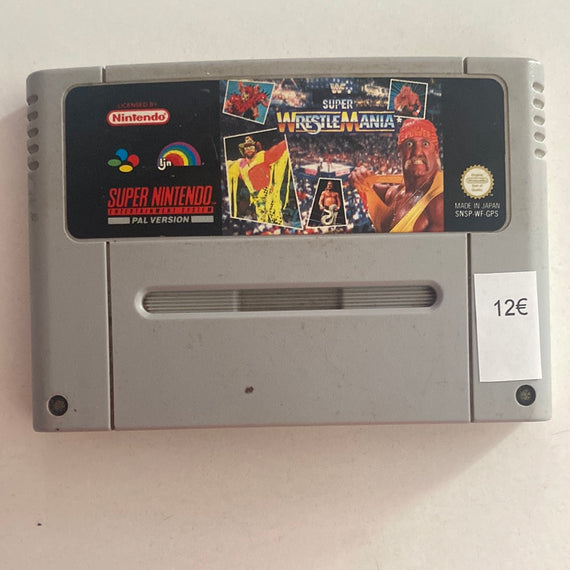 LICENSED BY
Nintendo
ljn
SUPER NINTENDO
ENTERTAINMENT SYSTEM
PAL VERSION
WF
SUPER
WRESTLEMANIA
MADE IN JAPAN
SNSP-WF-GPS
12€